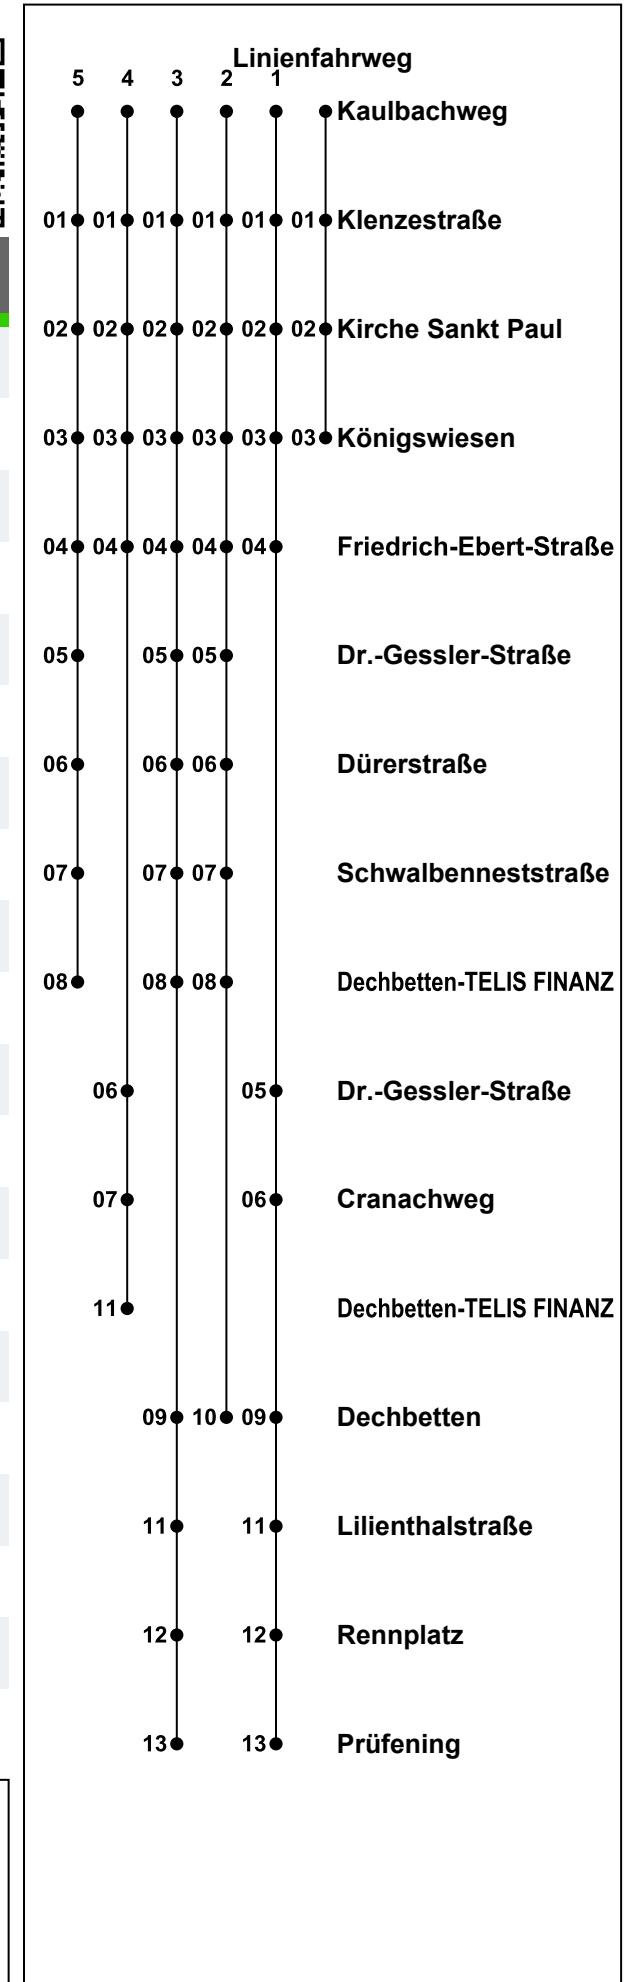 Linienfahrweg
5 4 3 2 1
Kaulbachweg
01 01 01 01 01 01 Klenzestraße
02 02 02 02 02 02 Kirche Sankt Paul
03 03 03 03 03 03 Königswiesen
04 04 04 04 04 Friedrich-Ebert-Straße
05 05 05 Dr.-Gessler-Straße
06 06 06 Dürerstraße
07 07 07 Schwalbenneststraße
08 08 08 Dechbetten-TELIS FINANZ
06 05 Dr.-Gessler-Straße
07 06 Cranachweg
11 Dechbetten-TELIS FINANZ
09 10 09 Dechbetten
11 11 Lilienthalstraße
12 12 Rennplatz
13 13 Prüfening